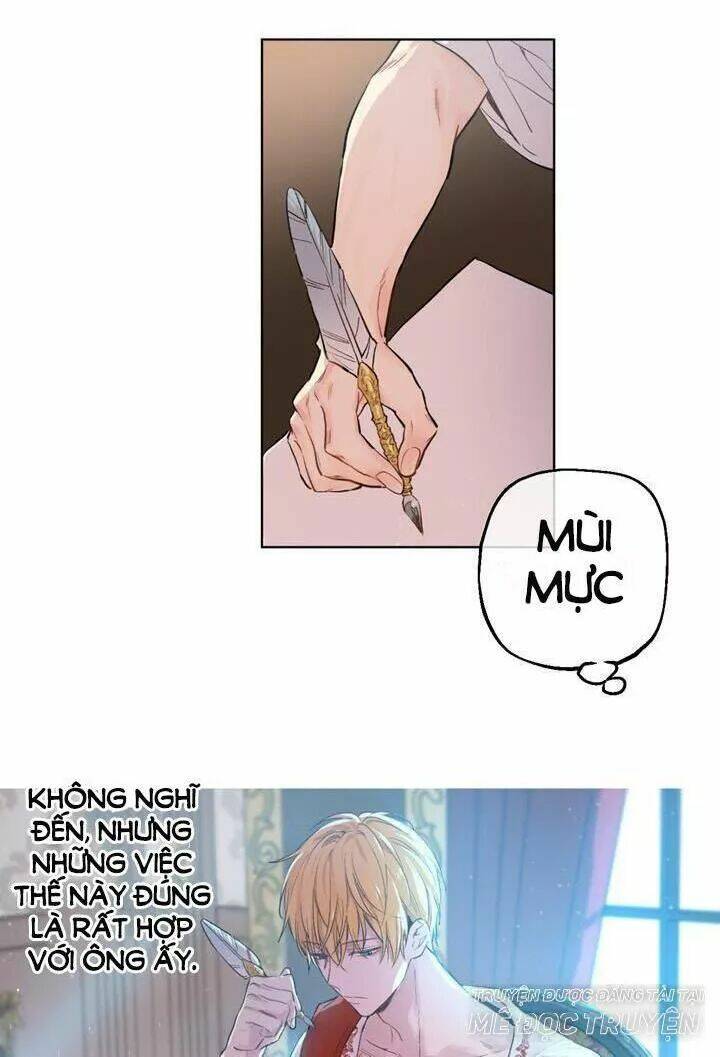 MÙI
MỰC
KHÔNG NGHĨ
ĐẾN, NHƯNG
NHỮNG VIỆC
THẾ NÀY ĐÚNG
LÀ RẤT HỢP
VỚI ÔNG ẤY.
TRUYỆN ĐƯỢC ĐĂNG TẢI TẠI
MÊ ĐỌC TRUYỆN